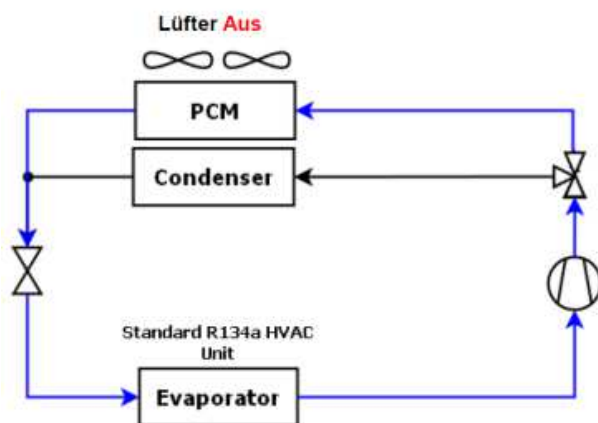 Lüfter Aus
PCM
Condenser
Standard R134a HVAC
Unit
Evaporator